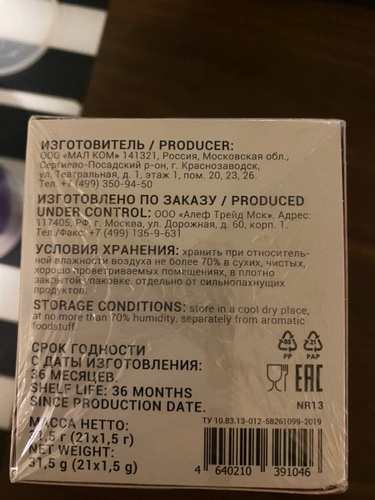 ИЗГОТОВИТЕЛЬ / PRODUCER:
ООО «МАЛ КОМ» 141321, Россия, Московская обл.,
Сергиево-Посадский р-он, г. Краснозаводск,
ул. Театральная, д. 1, этаж 1, пом. 20, 23, 26.
Тел. +7 (499) 350-94-50
ИЗГОТОВЛЕНО ПО ЗАКАЗУ / PRODUCED
UNDER CONTROL: ООО «Алеф Трейд Мск». Адрес:
117405, РФ, г. Москва, ул. Дорожная, д. 60, корп. 1.
Тел./Факс: +7 (499) 136-9-631
УСЛОВИЯ ХРАНЕНИЯ: хранить при относитель-
ной влажности воздуха не более 70% в сухих, чистых,
хорошо проветриваемых помещениях, в плотно
закрытой упаковке, отдельно от сильнопахнущих
продуктов.
STORAGE CONDITIONS: store in a cool dry place,
at no more than 70% humidity, separately from aromatic
foodstuff.
СРОК ГОДНОСТИ
С ДАТЫ ИЗГОТОВЛЕНИЯ:
36 МЕСЯЦЕВ.
SHELF LIFE: 36 MONTHS
SINCE PRODUCTION DATE.
05
PP
21
PAP
EAC
NR13
МАССА НЕТТО:
31,5 г (21х1,5 г)
NET WEIGHT:
31,5 g (21x1,5 g)
ТУ 10.83.13-012-58261099-2019
4 640210 391046